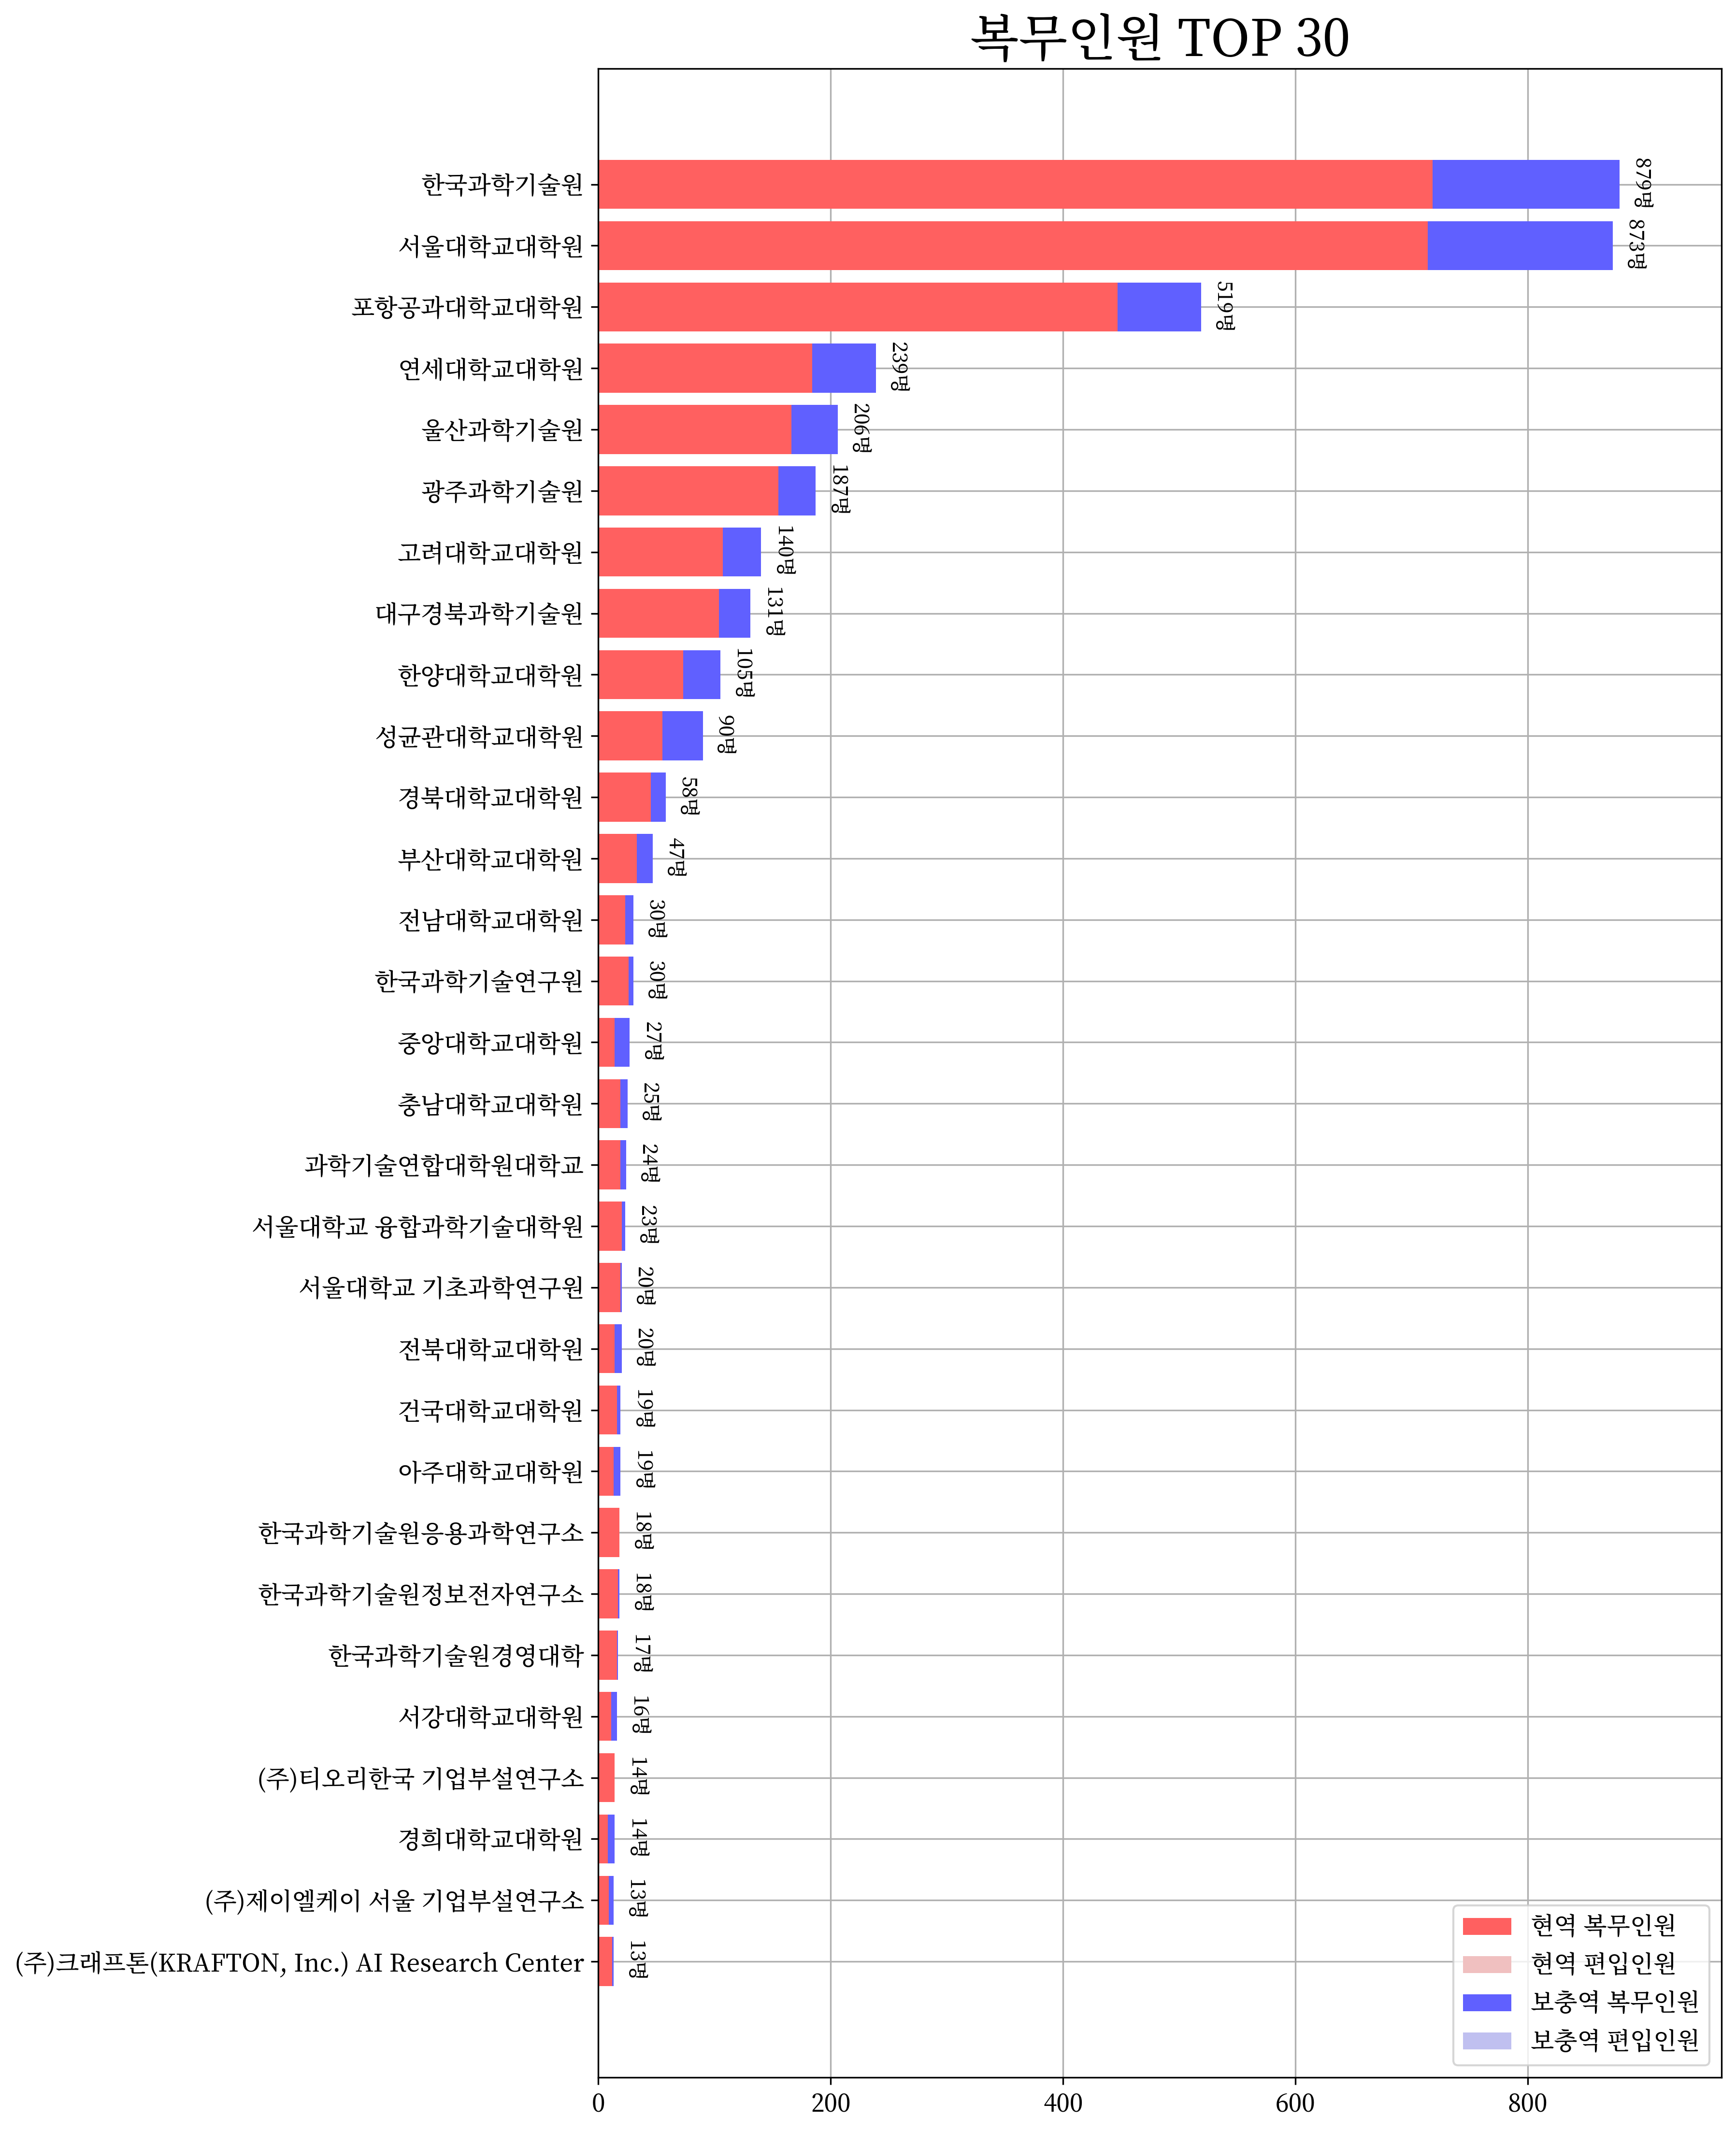 복무인원 TOP 30
한국과학기술원 879명
서울대학교대학원 873명
포항공과대학교대학원 519명
연세대학교대학원 239명
울산과학기술원 206명
광주과학기술원 187명
고려대학교대학원 140명
대구경북과학기술원 131명
한양대학교대학원 105명
성균관대학교대학원 90명
경북대학교대학원 58명
부산대학교대학원 47명
전남대학교대학원 30명
한국과학기술연구원 30명
중앙대학교대학원 27명
충남대학교대학원 25명
과학기술연합대학원대학교 24명
서울대학교 융합과학기술대학원 23명
서울대학교 기초과학연구원 20명
전북대학교대학원 20명
건국대학교대학원 19명
아주대학교대학원 19명
한국과학기술원응용과학연구소 18명
한국과학기술원정보전자연구소 18명
한국과학기술원경영대학 17명
서강대학교대학원 16명
(주)티오리한국 기업부설연구소 14명
경희대학교대학원 14명
(주)제이엘케이 서울 기업부설연구소 13명
(주)크래프톤(KRAFTON, Inc.) AI Research Center 13명
현역 복무인원
현역 편입인원
보충역 복무인원
보충역 편입인원
0 200 400 600 800